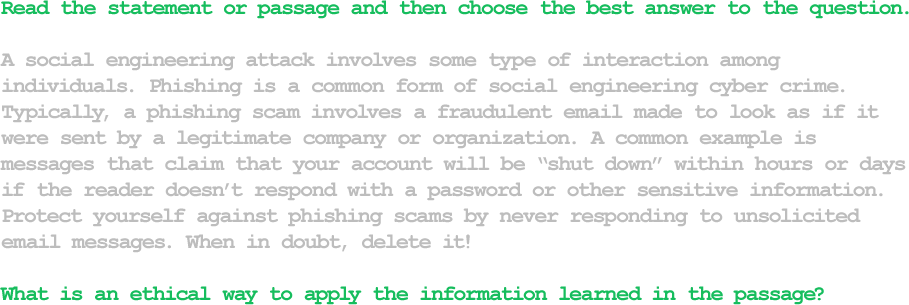 Read the statement or passage and then choose the best answer to the question.
A social engineering attack involves some type of interaction among
individuals. Phishing is a common form of social engineering cyber crime.
Typically, a phishing scam involves a fraudulent email made to look as if it
were sent by a legitimate company or organization. A common example is
messages that claim that your account will be “shut down” within hours or days
if the reader doesn’t respond with a password or other sensitive information.
Protect yourself against phishing scams by never responding to unsolicited
email messages. When in doubt, delete it!
What is an ethical way to apply the information learned in the passage?